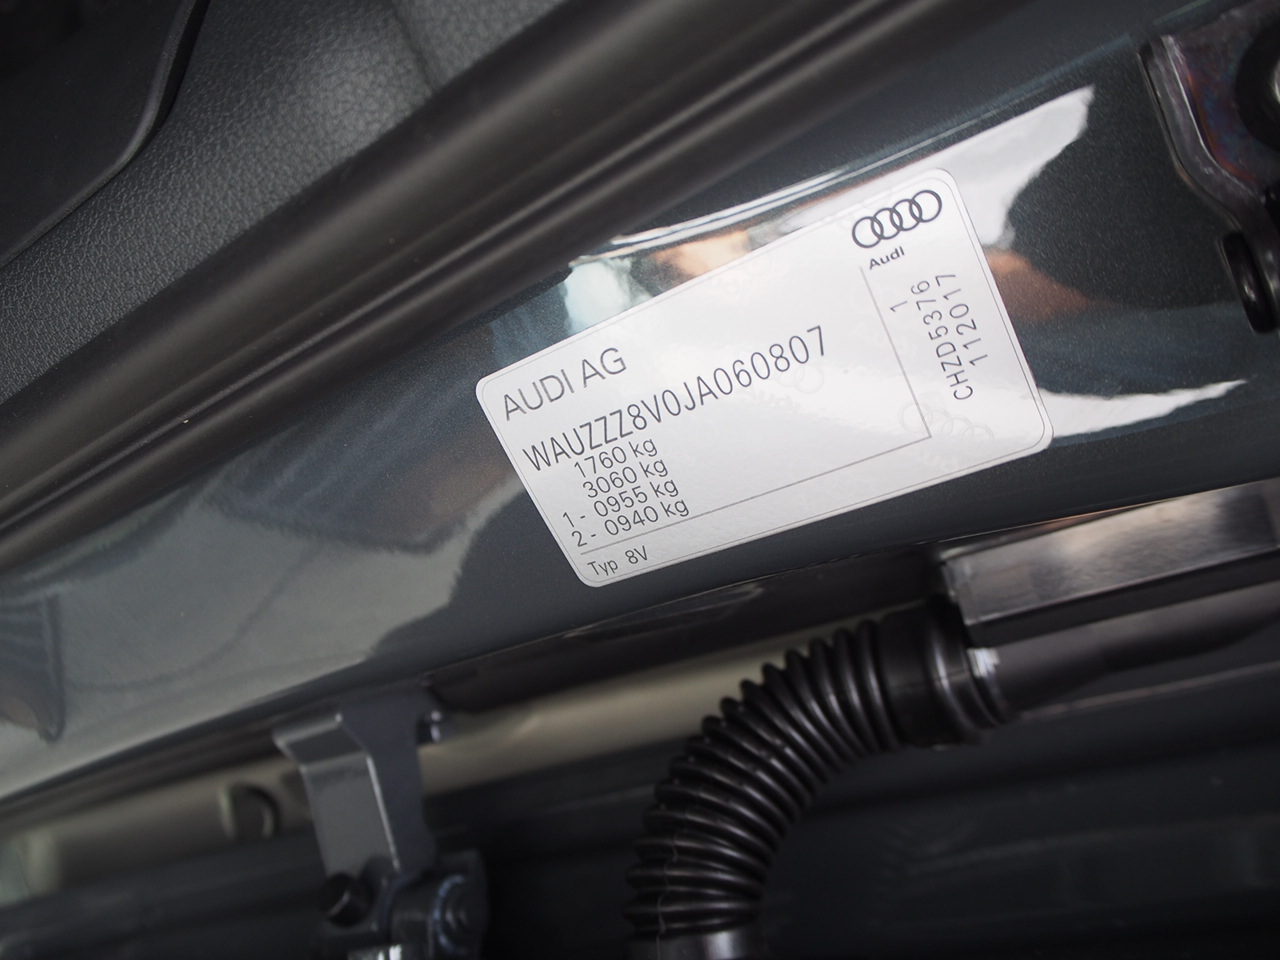 Audi
AUDI AG
WAUZZZ8V0JA060807
1760 kg
3060 kg
1 - 0955 kg
2 - 0940 kg
Typ 8V
1
CHZD5376
112017